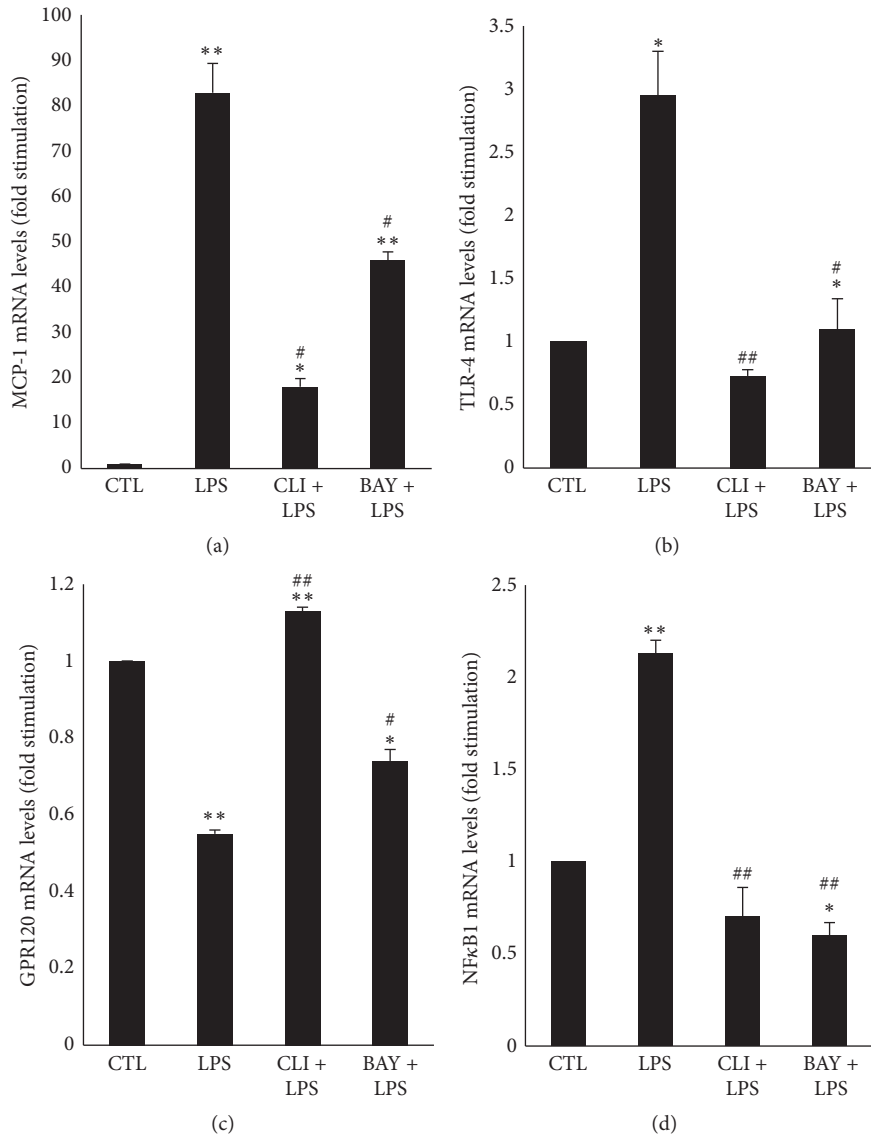 MCP-1 mRNA levels (fold stimulation)
100
90
80
70
60
50
40
30
20
10
0
**
#
*
#
**
CTL
LPS
CLI +
LPS
BAY +
LPS
(a)
TLR-4 mRNA levels (fold stimulation)
3.5
3
2.5
2
1.5
1
0.5
0
*
##
#
*
CTL
LPS
CLI +
LPS
BAY +
LPS
(b)
GPR120 mRNA levels (fold stimulation)
1.2
1
0.8
0.6
0.4
0.2
0
**
##
**
#
*
CTL
LPS
CLI +
LPS
BAY +
LPS
(c)
NFκB1 mRNA levels (fold stimulation)
2.5
2
1.5
1
0.5
0
**
##
##
*
CTL
LPS
CLI +
LPS
BAY +
LPS
(d)